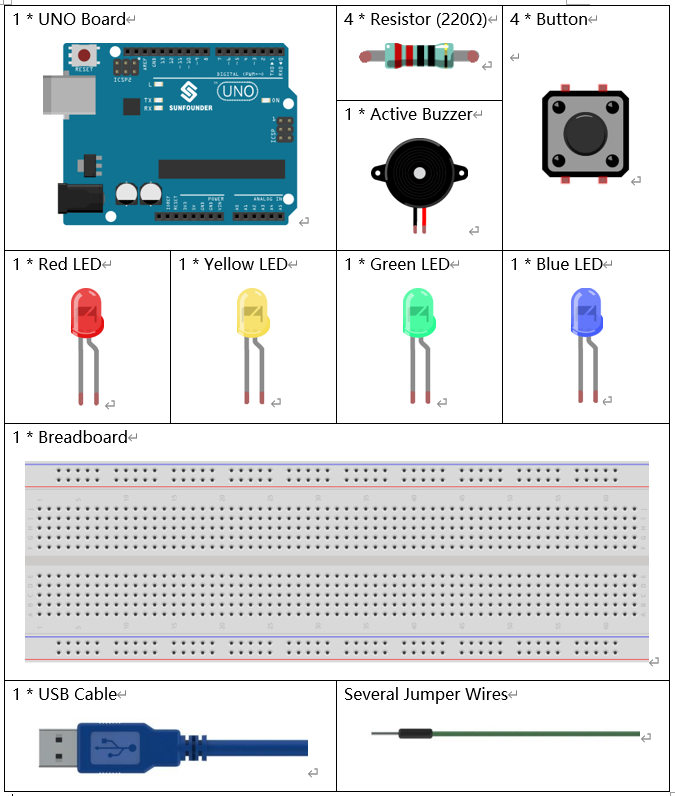 1 * UNO Board
4 * Resistor (220Ω)
4 * Button
RESET
ICSP2
L
TX
RX
SUNFOUNDER
DIGITAL (PWM~)
UNO
ON
ICSP
POWER
ANALOG IN
1 * Active Buzzer
1 * Red LED
1 * Yellow LED
1 * Green LED
1 * Blue LED
1 * Breadboard
1 * USB Cable
Several Jumper Wires